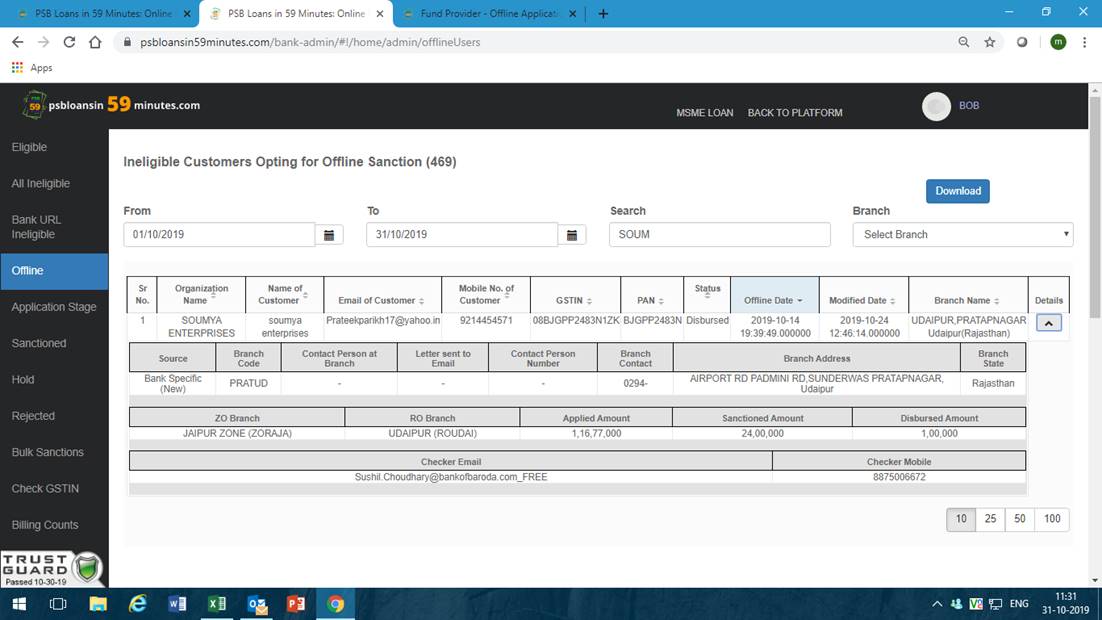 PSB Loans in 59 Minutes: Online
PSB Loans in 59 Minutes: Online
Fund Provider - Offline Applicati
psbloansin59minutes.com/bank-admin/#!/home/admin/offlineUsers
m
Apps
psbloansin 59 minutes.com
MSME LOAN BACK TO PLATFORM BOB
Eligible
All Ineligible
Bank URL
Ineligible
Offline
Application Stage
Sanctioned
Hold
Rejected
Bulk Sanctions
Check GSTIN
Billing Counts
TRUST
GUARD
Passed 10-30-19
Ineligible Customers Opting for Offline Sanction (469)
Download
From To Search Branch
01/10/2019 31/10/2019 SOUM Select Branch
Sr No. Organization Name Name of Customer Email of Customer Mobile No. of Customer GSTIN PAN Status Offline Date Modified Date Branch Name Details
1 SOUMYA ENTERPRISES soumya enterprises Prateekparikh17@yahoo.in 9214454571 08BJGPP2483N1ZK BJGPP2483N Disbursed 2019-10-14 19:39:49.000000 2019-10-24 12:46:14.000000 UDAIPUR,PRATAPNAGAR Udaipur(Rajasthan)
Source Branch Code Contact Person at Branch Letter sent to Email Contact Person Number Branch Contact Branch Address Branch State
Bank Specific (New) PRATUD - - - 0294- AIRPORT RD PADMINI RD,SUNDERWAS PRATAPNAGAR, Udaipur Rajasthan
ZO Branch RO Branch Applied Amount Sanctioned Amount Disbursed Amount
JAIPUR ZONE (ZORAJA) UDAIPUR (ROUDAI) 1,16,77,000 24,00,000 1,00,000
Checker Email Checker Mobile
Sushil.Choudhary@bankofbaroda.com_FREE 8875006672
10 25 50 100
ENG
11:31
31-10-2019